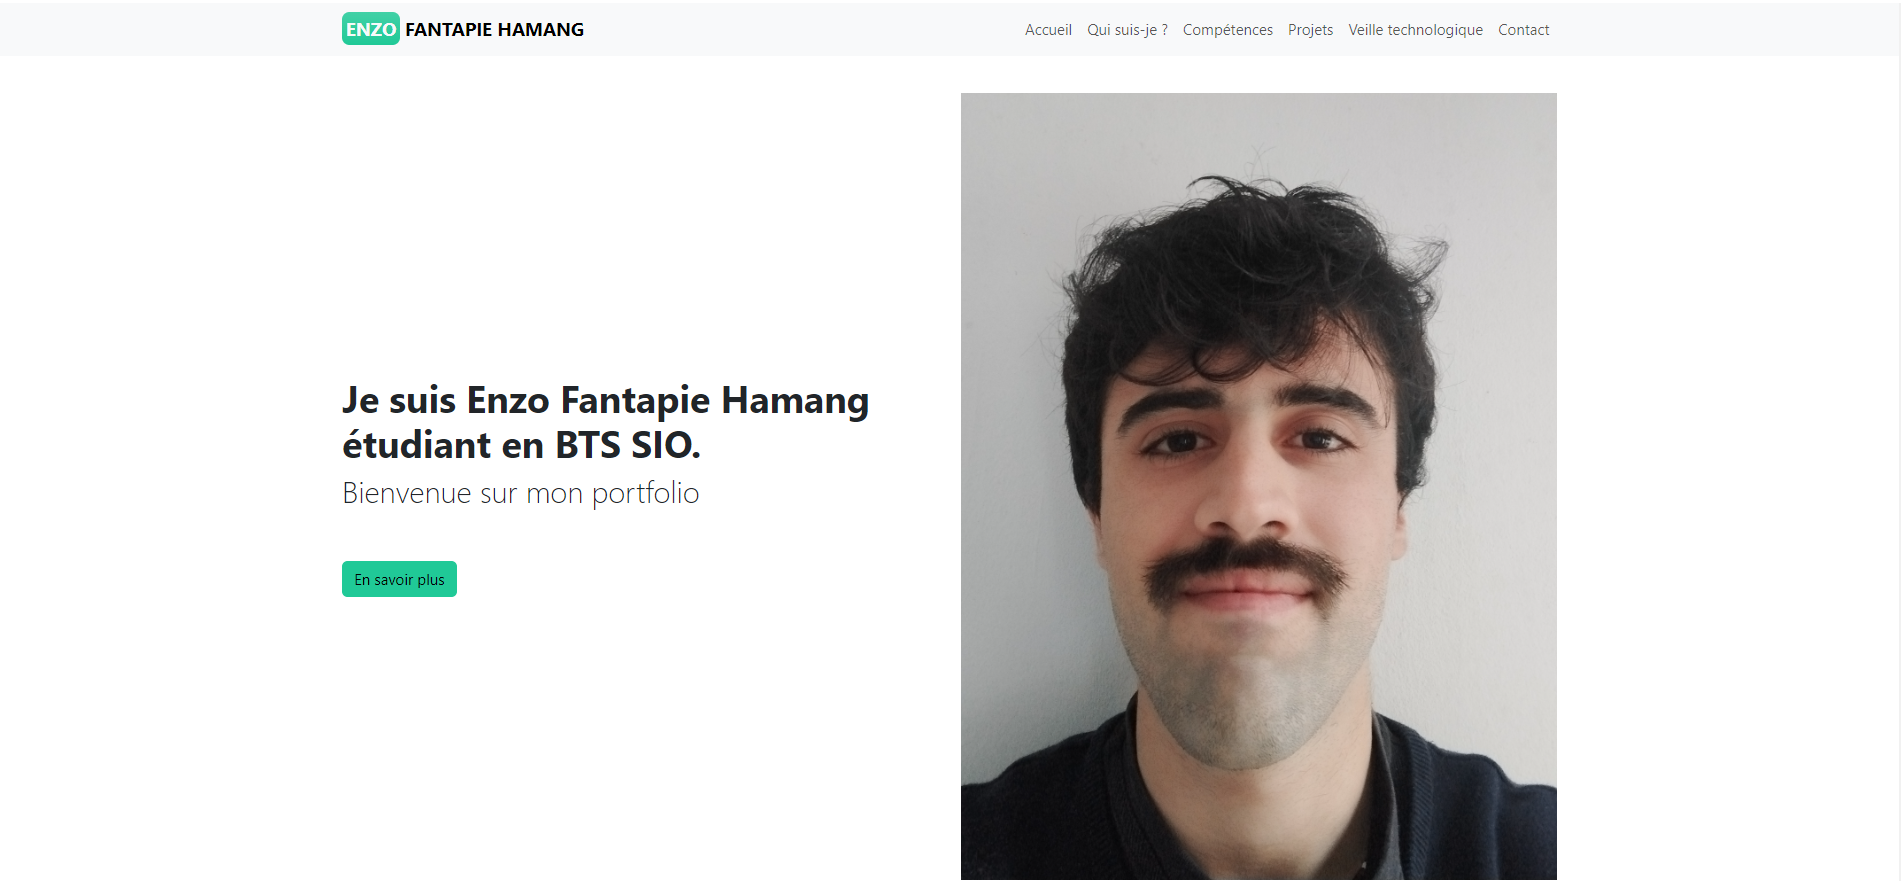 ENZO FANTAPIE HAMANG
Accueil Qui suis-je ? Compétences Projets Veille technologique Contact
Je suis Enzo Fantapie Hamang
étudiant en BTS SIO.
Bienvenue sur mon portfolio
En savoir plus